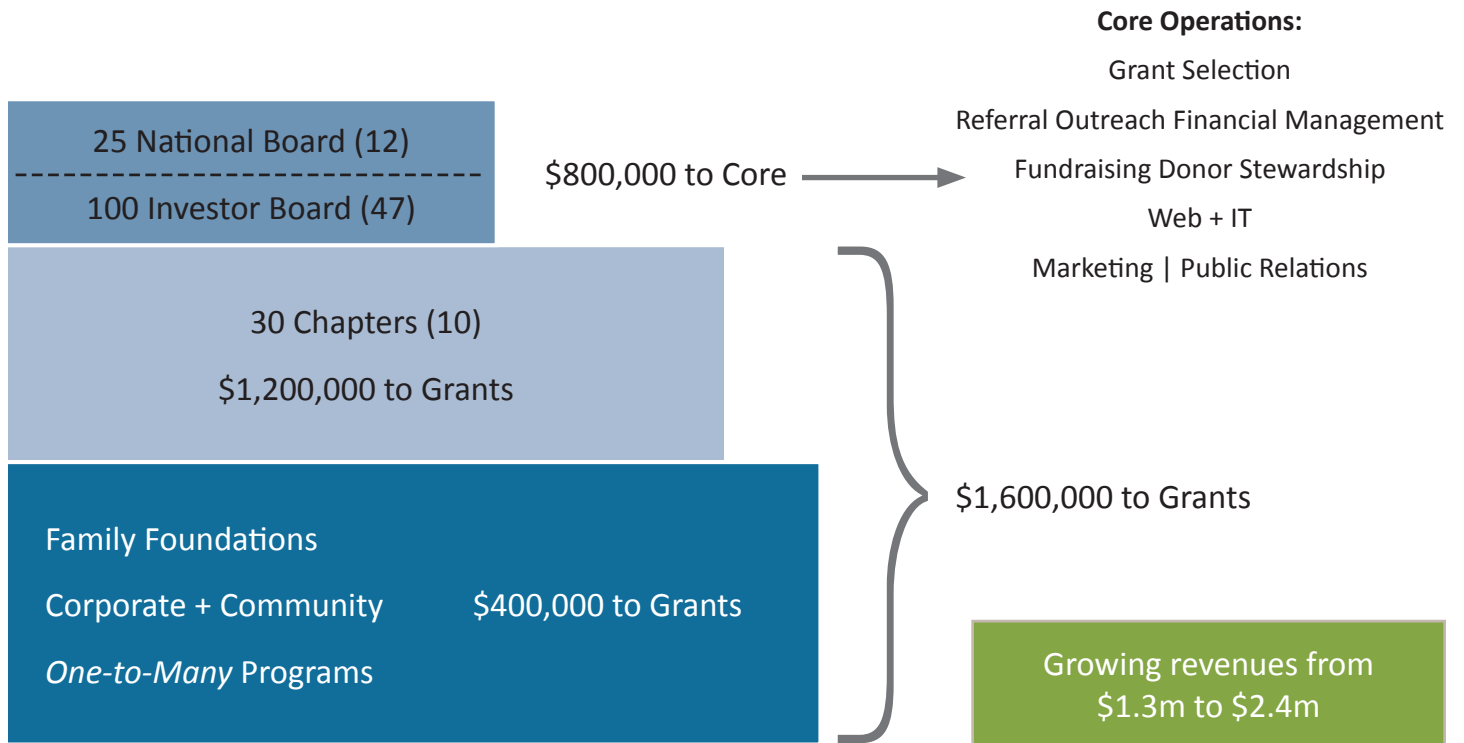 Core Operations:
Grant Selection
Referral Outreach Financial Management
Fundraising Donor Stewardship
Web + IT
Marketing | Public Relations
25 National Board (12)
100 Investor Board (47)
$800,000 to Core
30 Chapters (10)
$1,200,000 to Grants
Family Foundations
Corporate + Community $400,000 to Grants
One-to-Many Programs
$1,600,000 to Grants
Growing revenues from
$1.3m to $2.4m